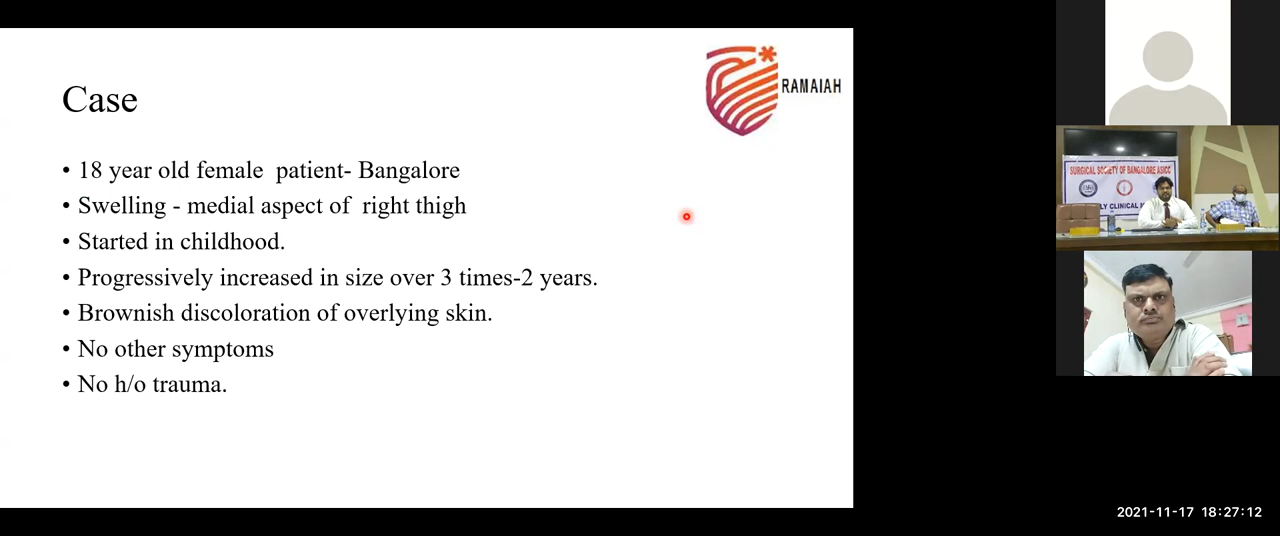 Case
RAMAIAH
• 18 year old female patient- Bangalore
• Swelling - medial aspect of right thigh
• Started in childhood.
• Progressively increased in size over 3 times-2 years.
• Brownish discoloration of overlying skin.
• No other symptoms
• No h/o trauma.
SURGICAL SOCIETY OF BANGALORE
LY CLINICAL
2021-11-17 18:27:12